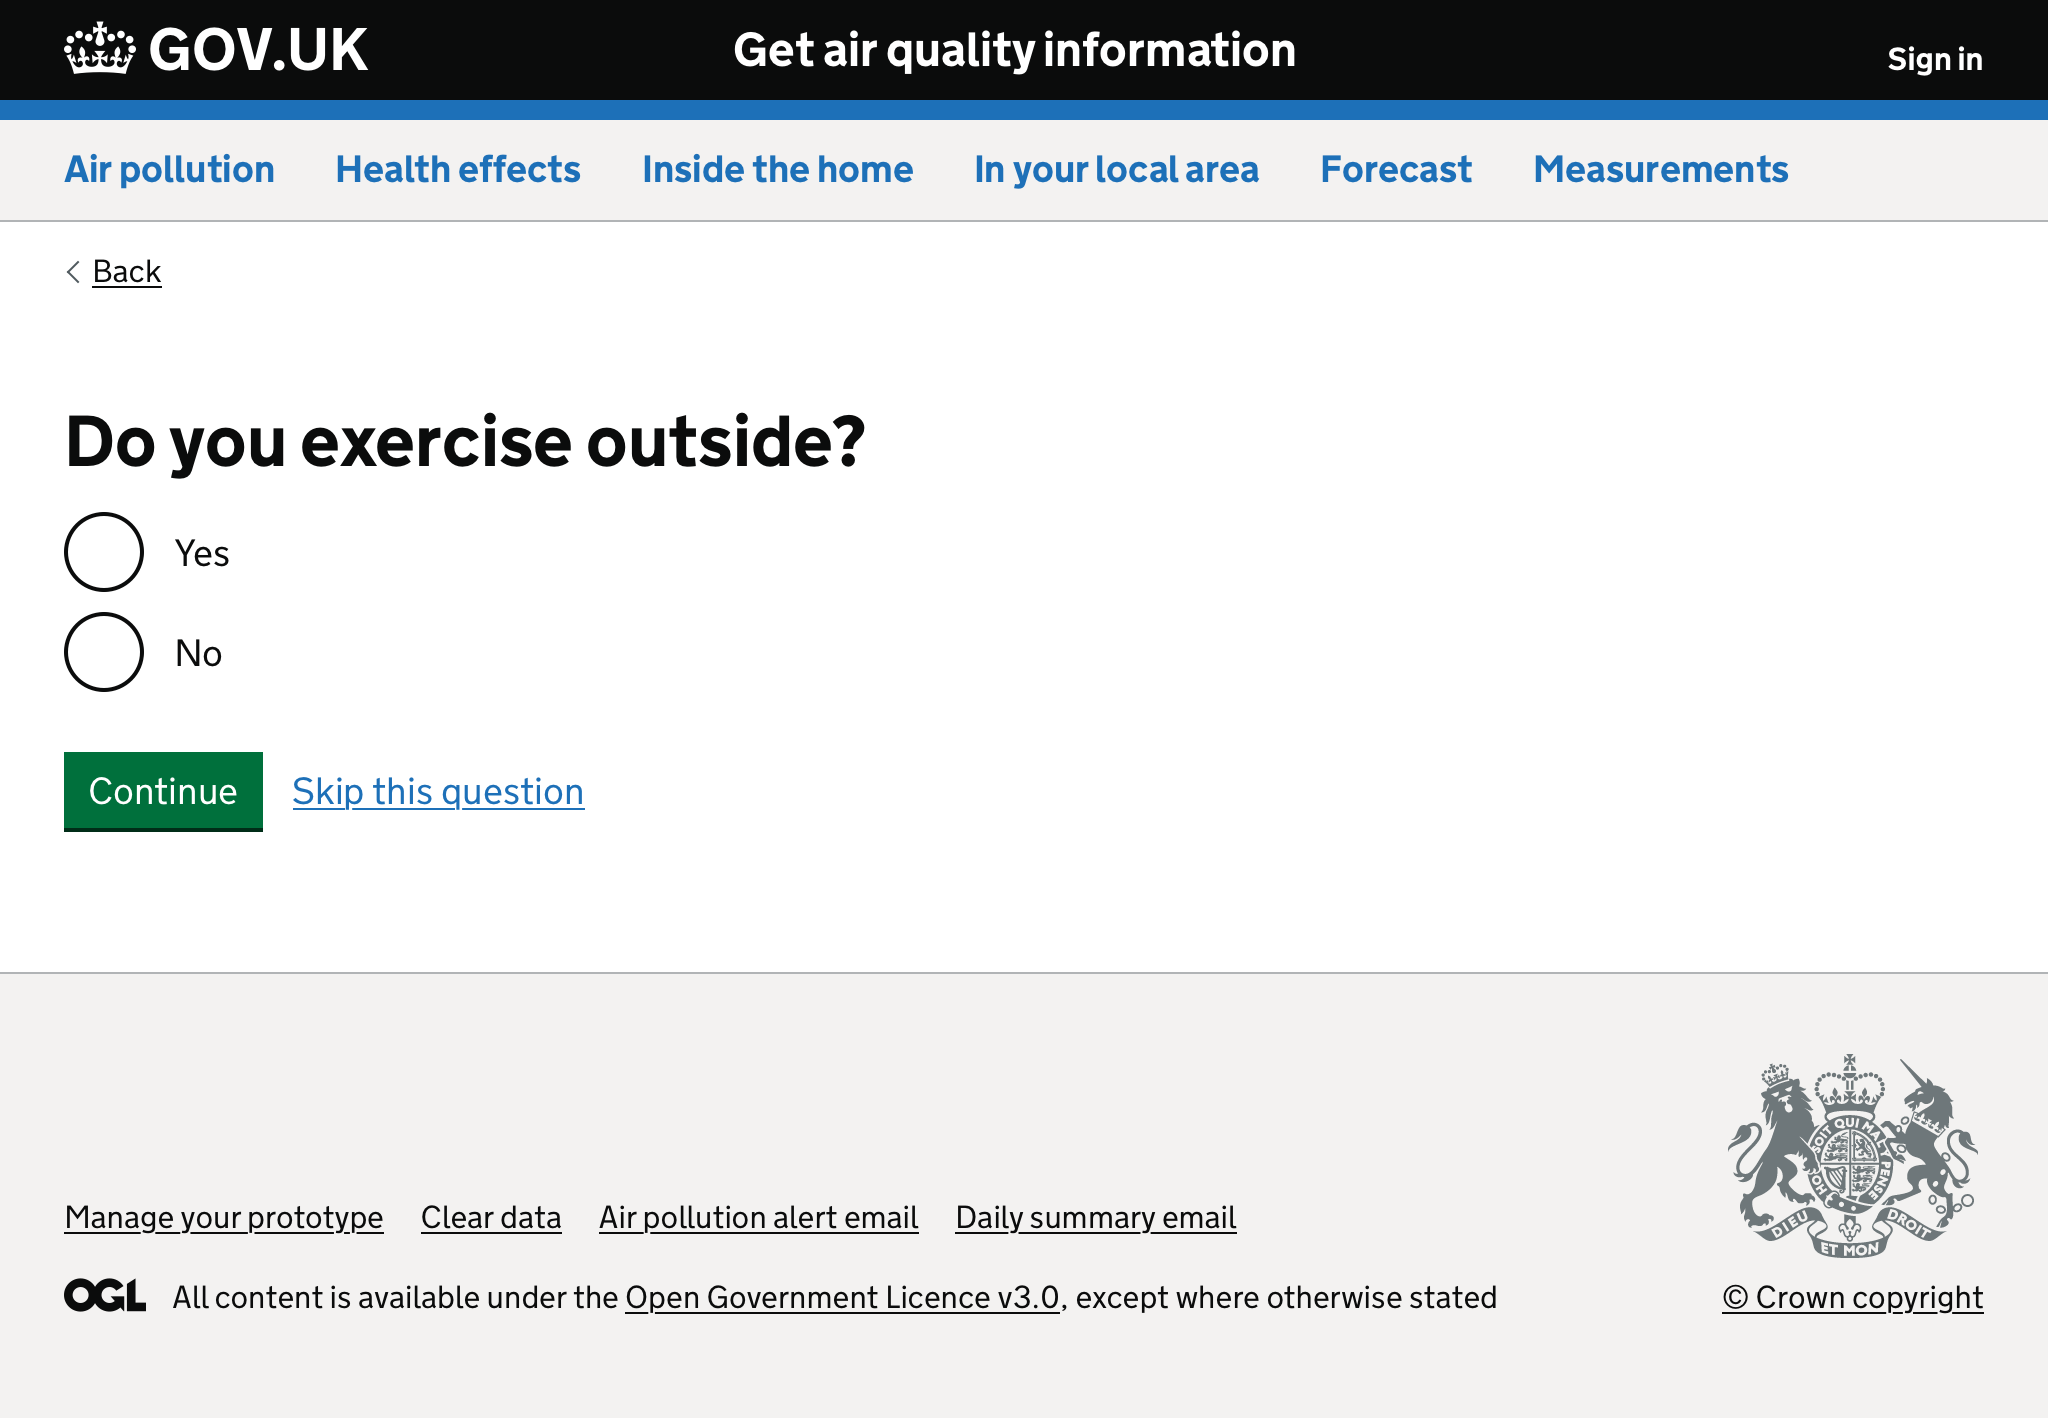 GOV.UK
Get air quality information
Sign in
Air pollution
Health effects
Inside the home
In your local area
Forecast
Measurements
Back
Do you exercise outside?
Yes
No
Continue
Skip this question
SOIT QUI MAL Y PENSE
DIEU ET MON DROIT
Manage your prototype
Clear data
Air pollution alert email
Daily summary email
OGL
All content is available under the Open Government Licence v3.0, except where otherwise stated
© Crown copyright